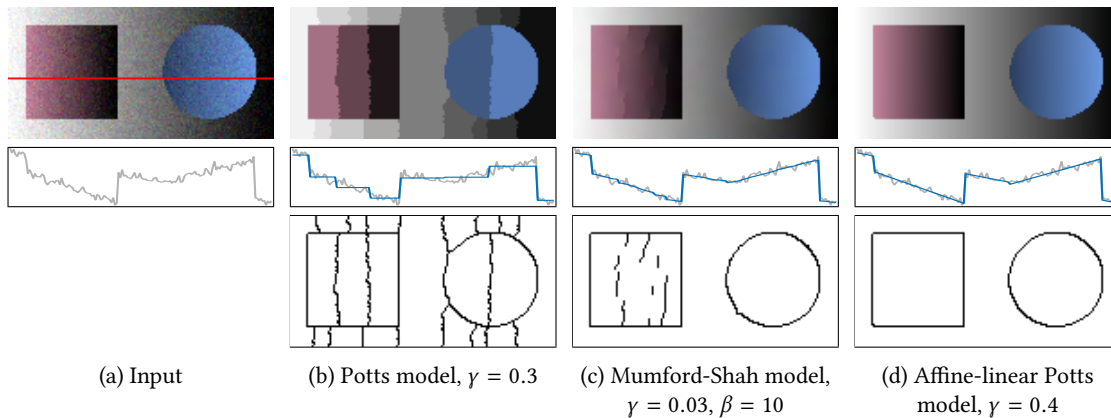 (a) Input
(b) Potts model, γ = 0.3
(c) Mumford-Shah model,
γ = 0.03, β = 10
(d) Affine-linear Potts
model, γ = 0.4